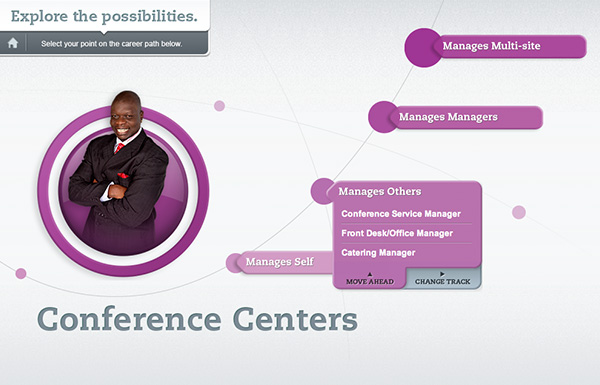 Explore the possibilities.
Select your point on the career path below.
Manages Multi-site
Manages Managers
Manages Others
Conference Service Manager
Front Desk/Office Manager
Catering Manager
Manages Self
MOVE AHEAD
CHANGE TRACK
Conference Centers